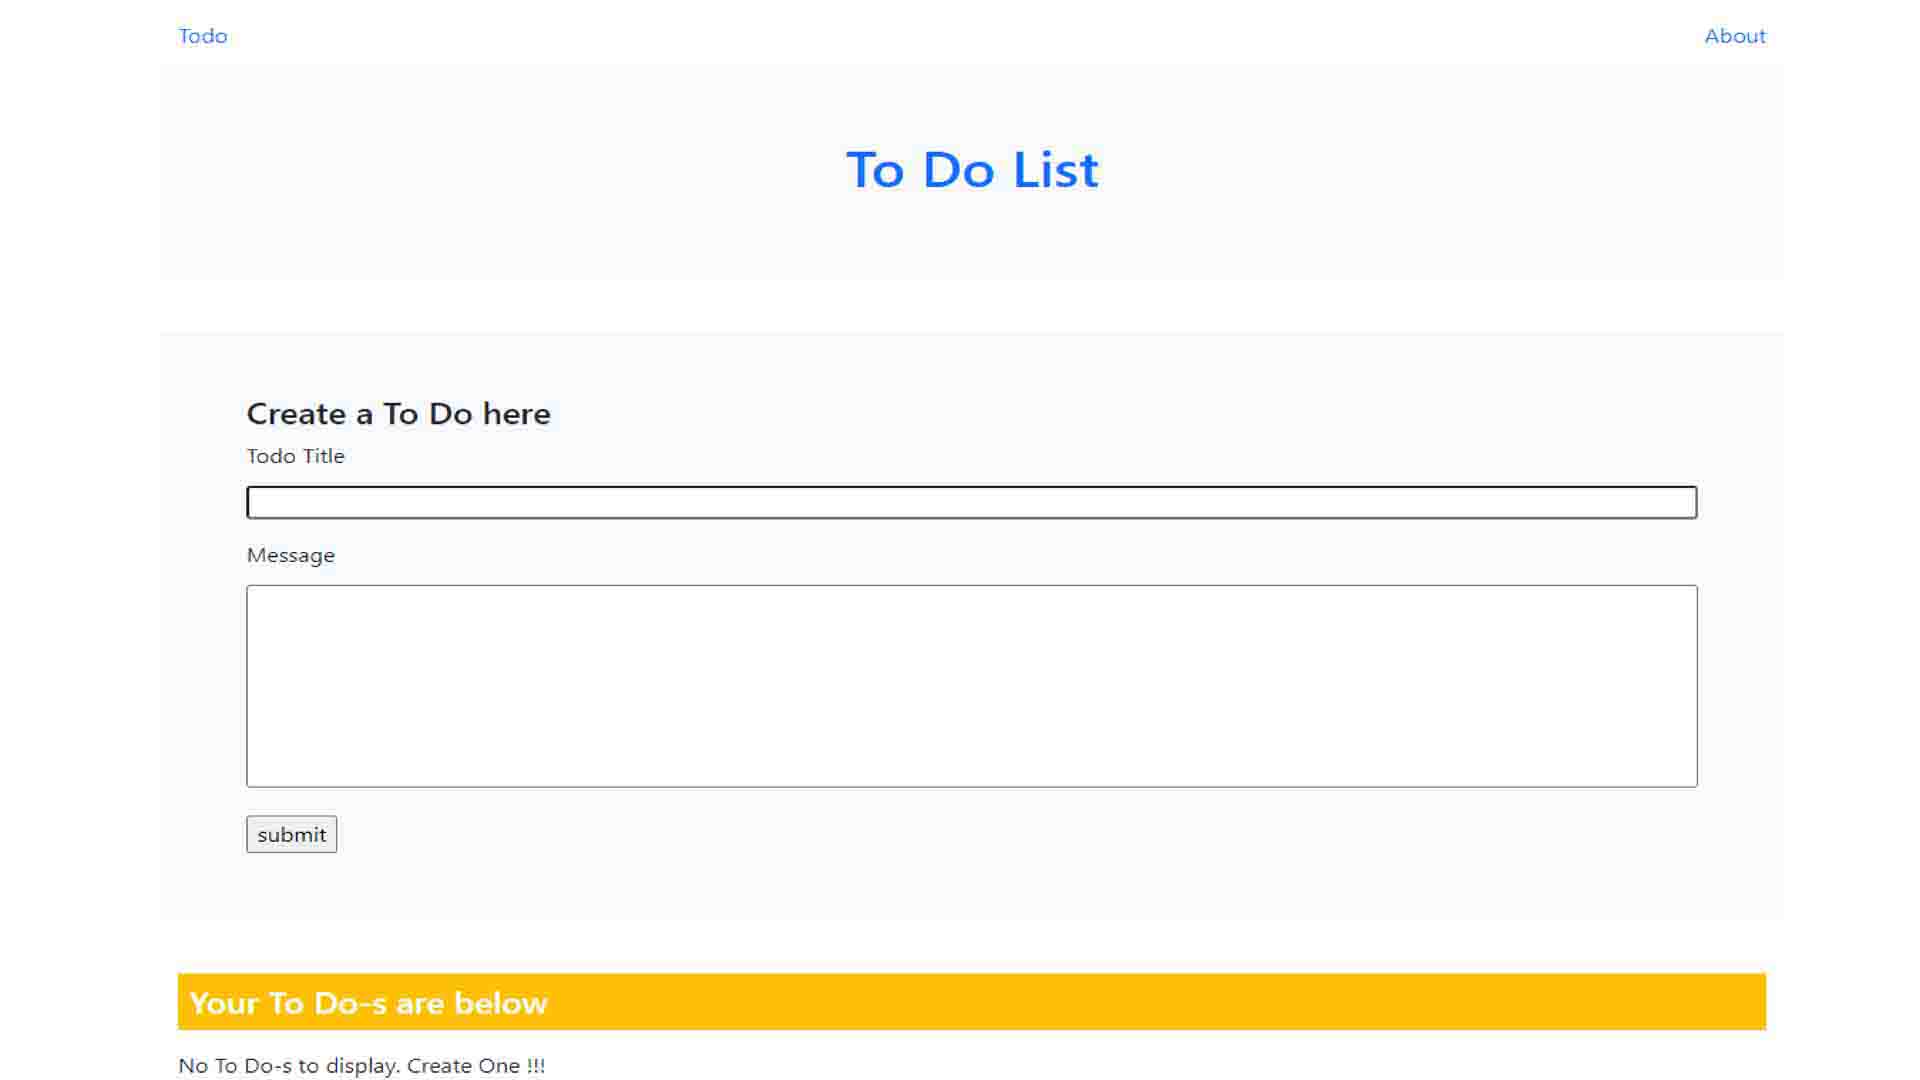 Todo
About
To Do List
Create a To Do here
Todo Title
Message
submit
Your To Do-s are below
No To Do-s to display. Create One !!!